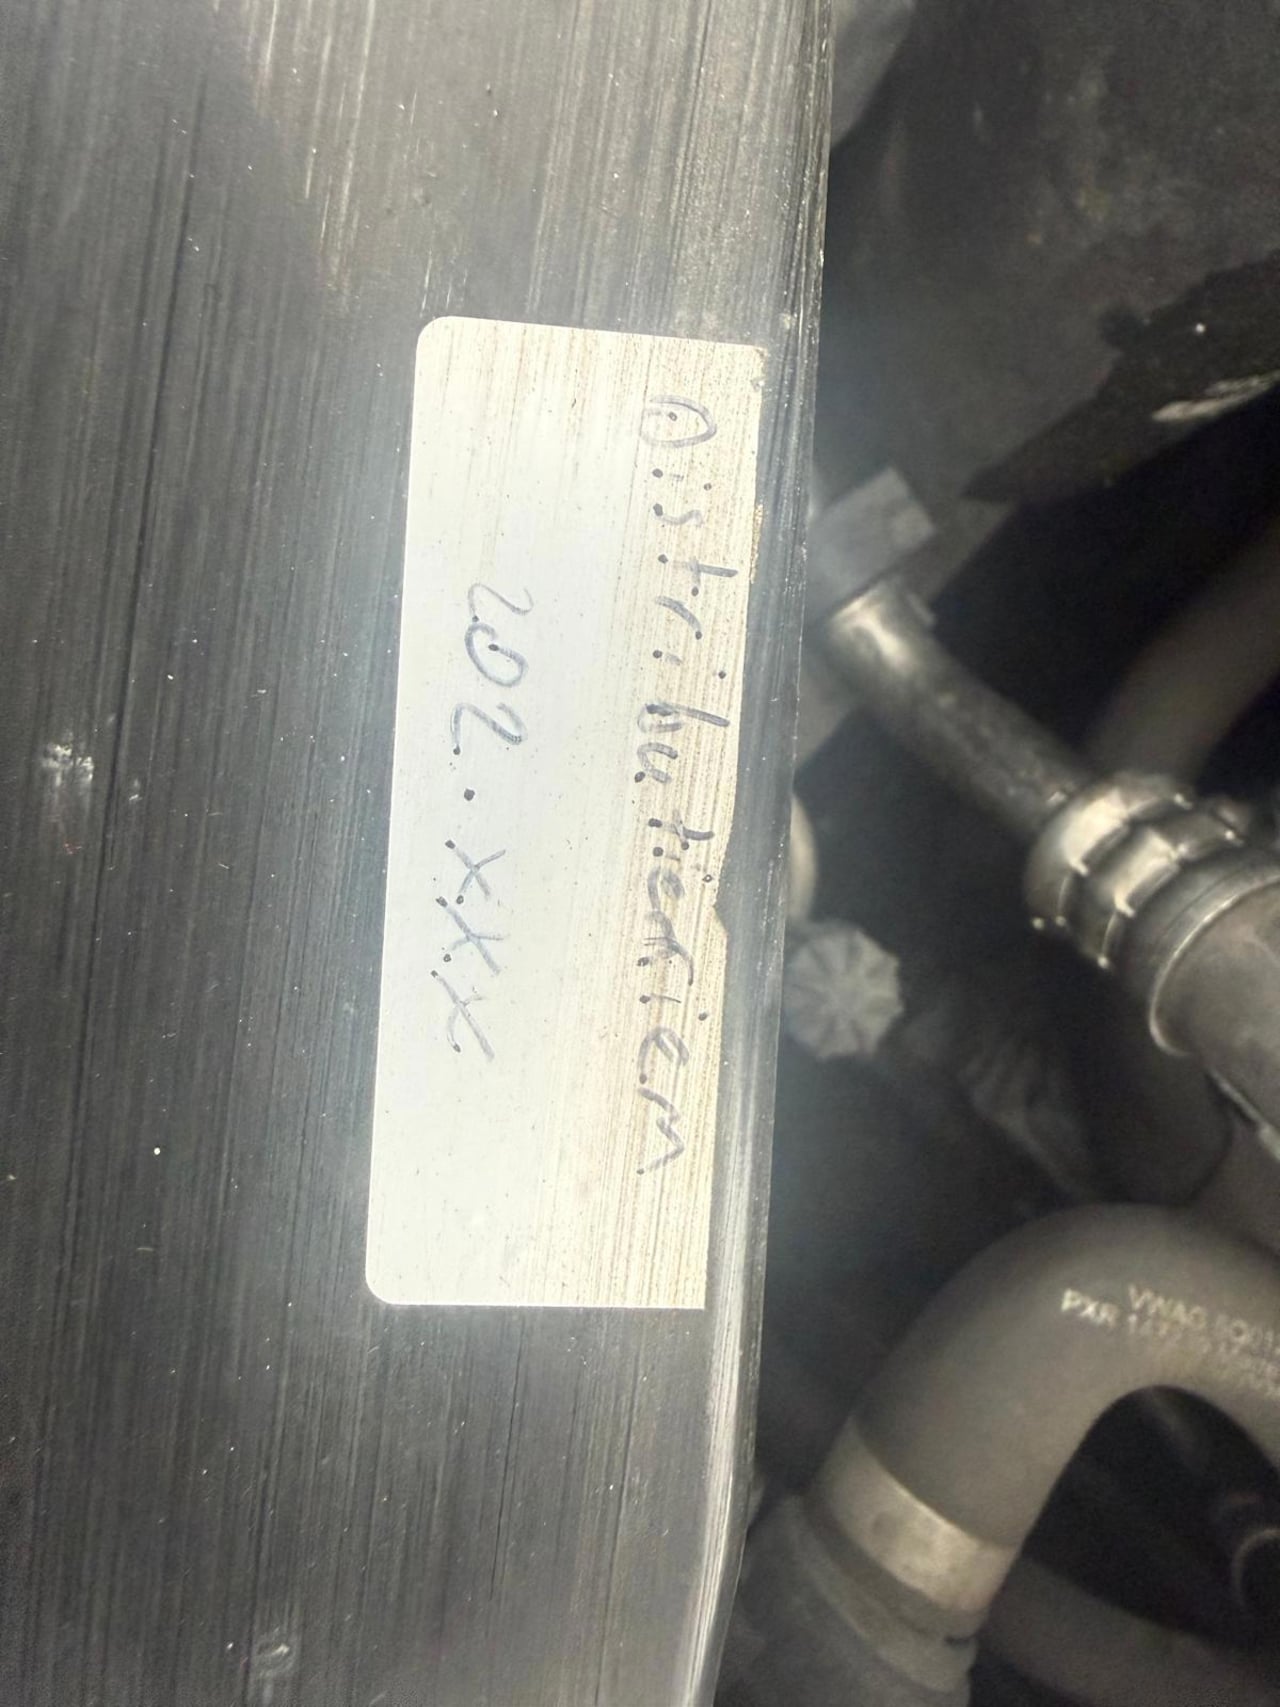 Distributieriem
202.xxx
VWAG
PXR